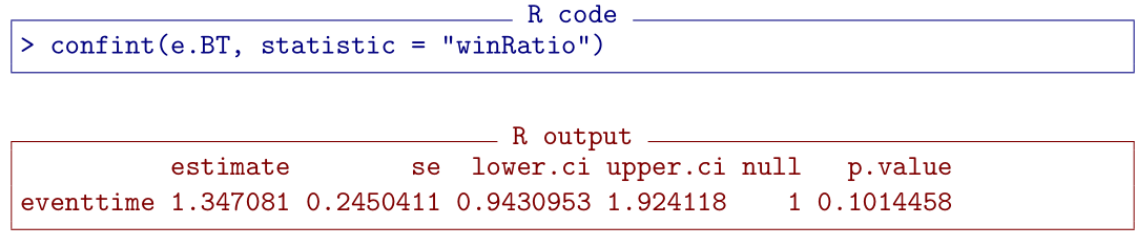 R code
> confint(e.BT, statistic = "winRatio")
R output
estimate se lower.ci upper.ci null p.value
eventtime 1.347081 0.2450411 0.9430953 1.924118 1 0.1014458